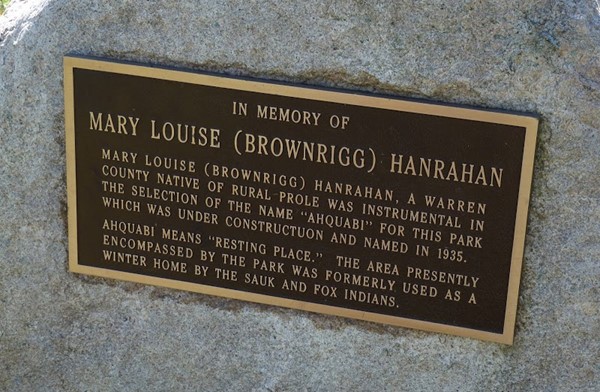 IN MEMORY OF
MARY LOUISE (BROWNRIGG) HANRAHAN
MARY LOUISE (BROWNRIGG) HANRAHAN, A WARREN
COUNTY NATIVE OF RURAL PROLE WAS INSTRUMENTAL IN
THE SELECTION OF THE NAME "AHQUABI" FOR THIS PARK
WHICH WAS UNDER CONSTRUCTION AND NAMED IN 1935.
AHQUABI MEANS "RESTING PLACE." THE AREA PRESENTLY
ENCOMPASSED BY THE PARK WAS FORMERLY USED AS A
WINTER HOME BY THE SAUK AND FOX INDIANS.